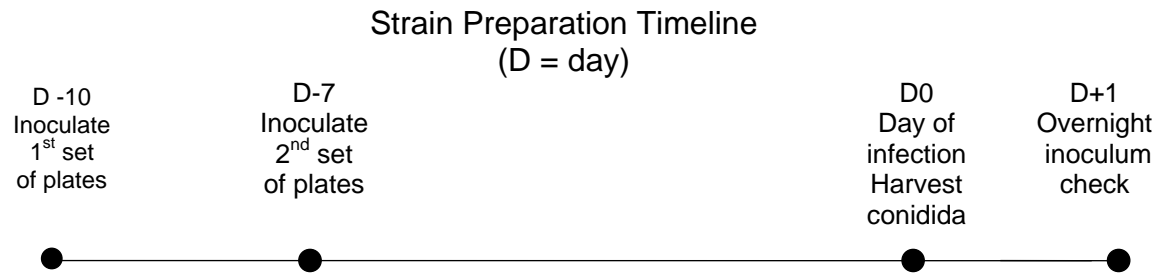 Strain Preparation Timeline
(D = day)
D -10
Inoculate
1st set
of plates
D-7
Inoculate
2nd set
of plates
D0
Day of
infection
Harvest
conidida
D+1
Overnight
inoculum
check